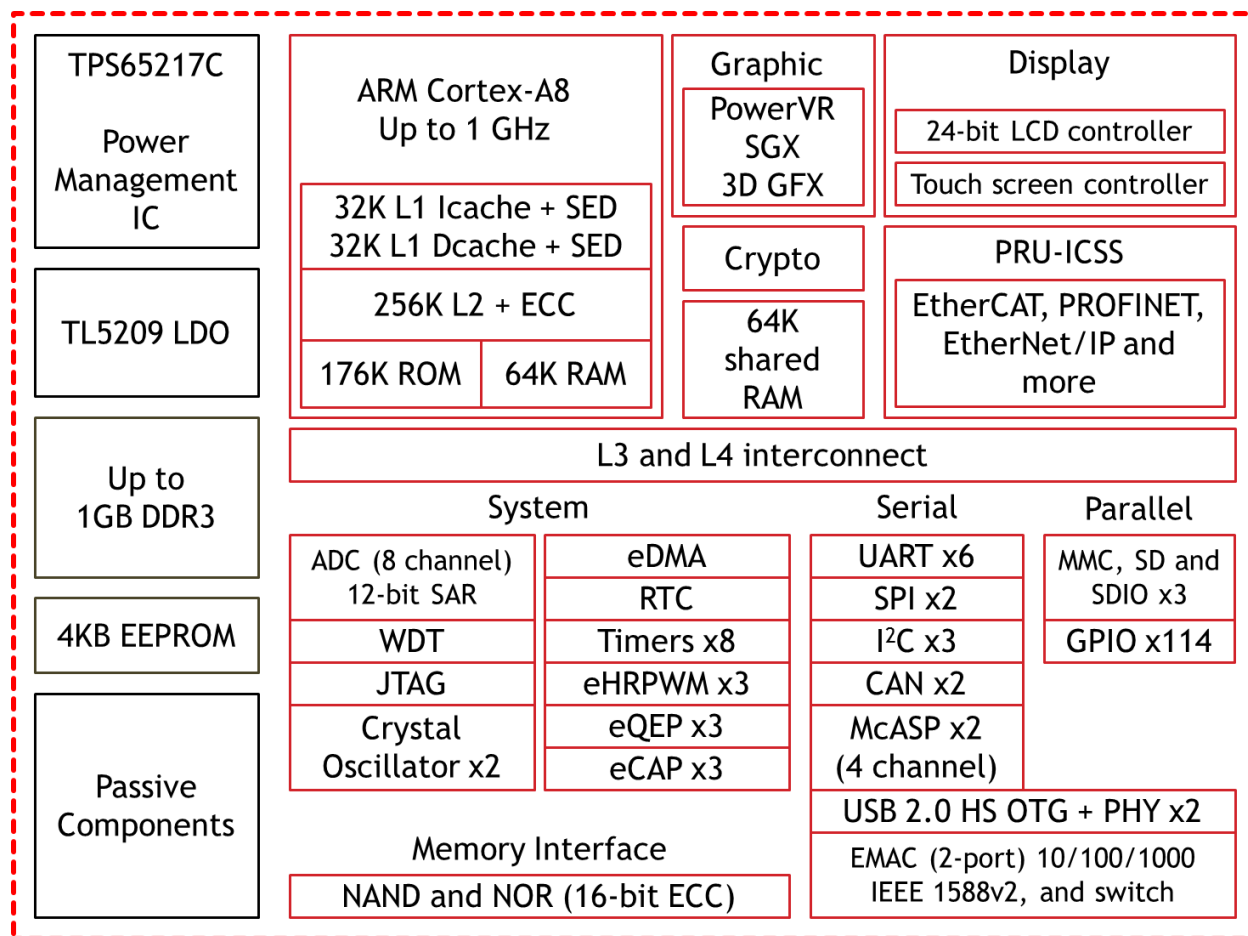 TPS65217C
Power
Management
IC
TL5209 LDO
Up to
1GB DDR3
4KB EEPROM
Passive
Components
ARM Cortex-A8
Up to 1 GHz
32K L1 Icache + SED
32K L1 Dcache + SED
256K L2 + ECC
176K ROM
64K RAM
Graphic
PowerVR
SGX
3D GFX
Crypto
64K
shared
RAM
Display
24-bit LCD controller
Touch screen controller
PRU-ICSS
EtherCAT, PROFINET,
EtherNet/IP and
more
L3 and L4 interconnect
System
ADC (8 channel)
12-bit SAR
WDT
JTAG
Crystal
Oscillator x2
eDMA
RTC
Timers x8
eHRPWM x3
eQEP x3
eCAP x3
Serial
UART x6
SPI x2
I²C x3
CAN x2
McASP x2
(4 channel)
USB 2.0 HS OTG + PHY x2
EMAC (2-port) 10/100/1000
IEEE 1588v2, and switch
Parallel
MMC, SD and
SDIO x3
GPIO x114
Memory Interface
NAND and NOR (16-bit ECC)